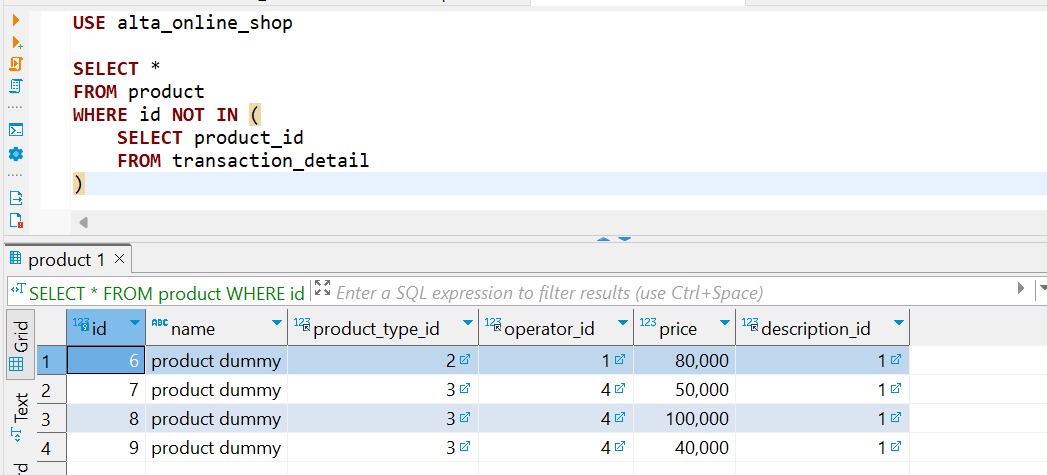 USE alta_online_shop
SELECT *
FROM product
WHERE id NOT IN (
SELECT product_id
FROM transaction_detail
)
product 1 ×
SELECT * FROM product WHERE id Enter a SQL expression to filter results (use Ctrl+Space)
Grid
Text
123 id ABC name 123 product_type_id 123 operator_id 123 price 123 description_id
1 6 product dummy 2 1 80,000 1
2 7 product dummy 3 4 50,000 1
3 8 product dummy 3 4 100,000 1
4 9 product dummy 3 4 40,000 1